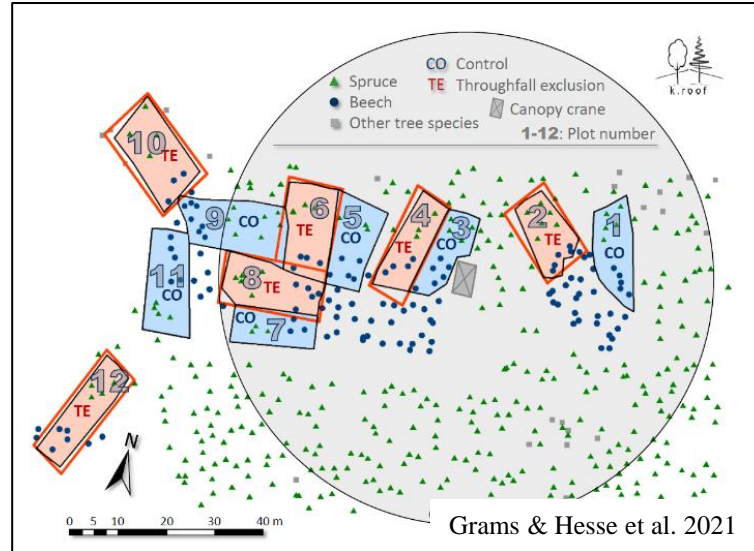 CO Control
Spruce TE Throughfall exclusion
Beech Canopy crane
Other tree species 1-12: Plot number
k.roof
10
TE
9 CO
6
TE
5
CO
4
TE
3
CO
2
TE
1
CO
11
CO
8
TE
CO 7
12
TE
N
0 5 10 20 30 40 m
Grams & Hesse et al. 2021